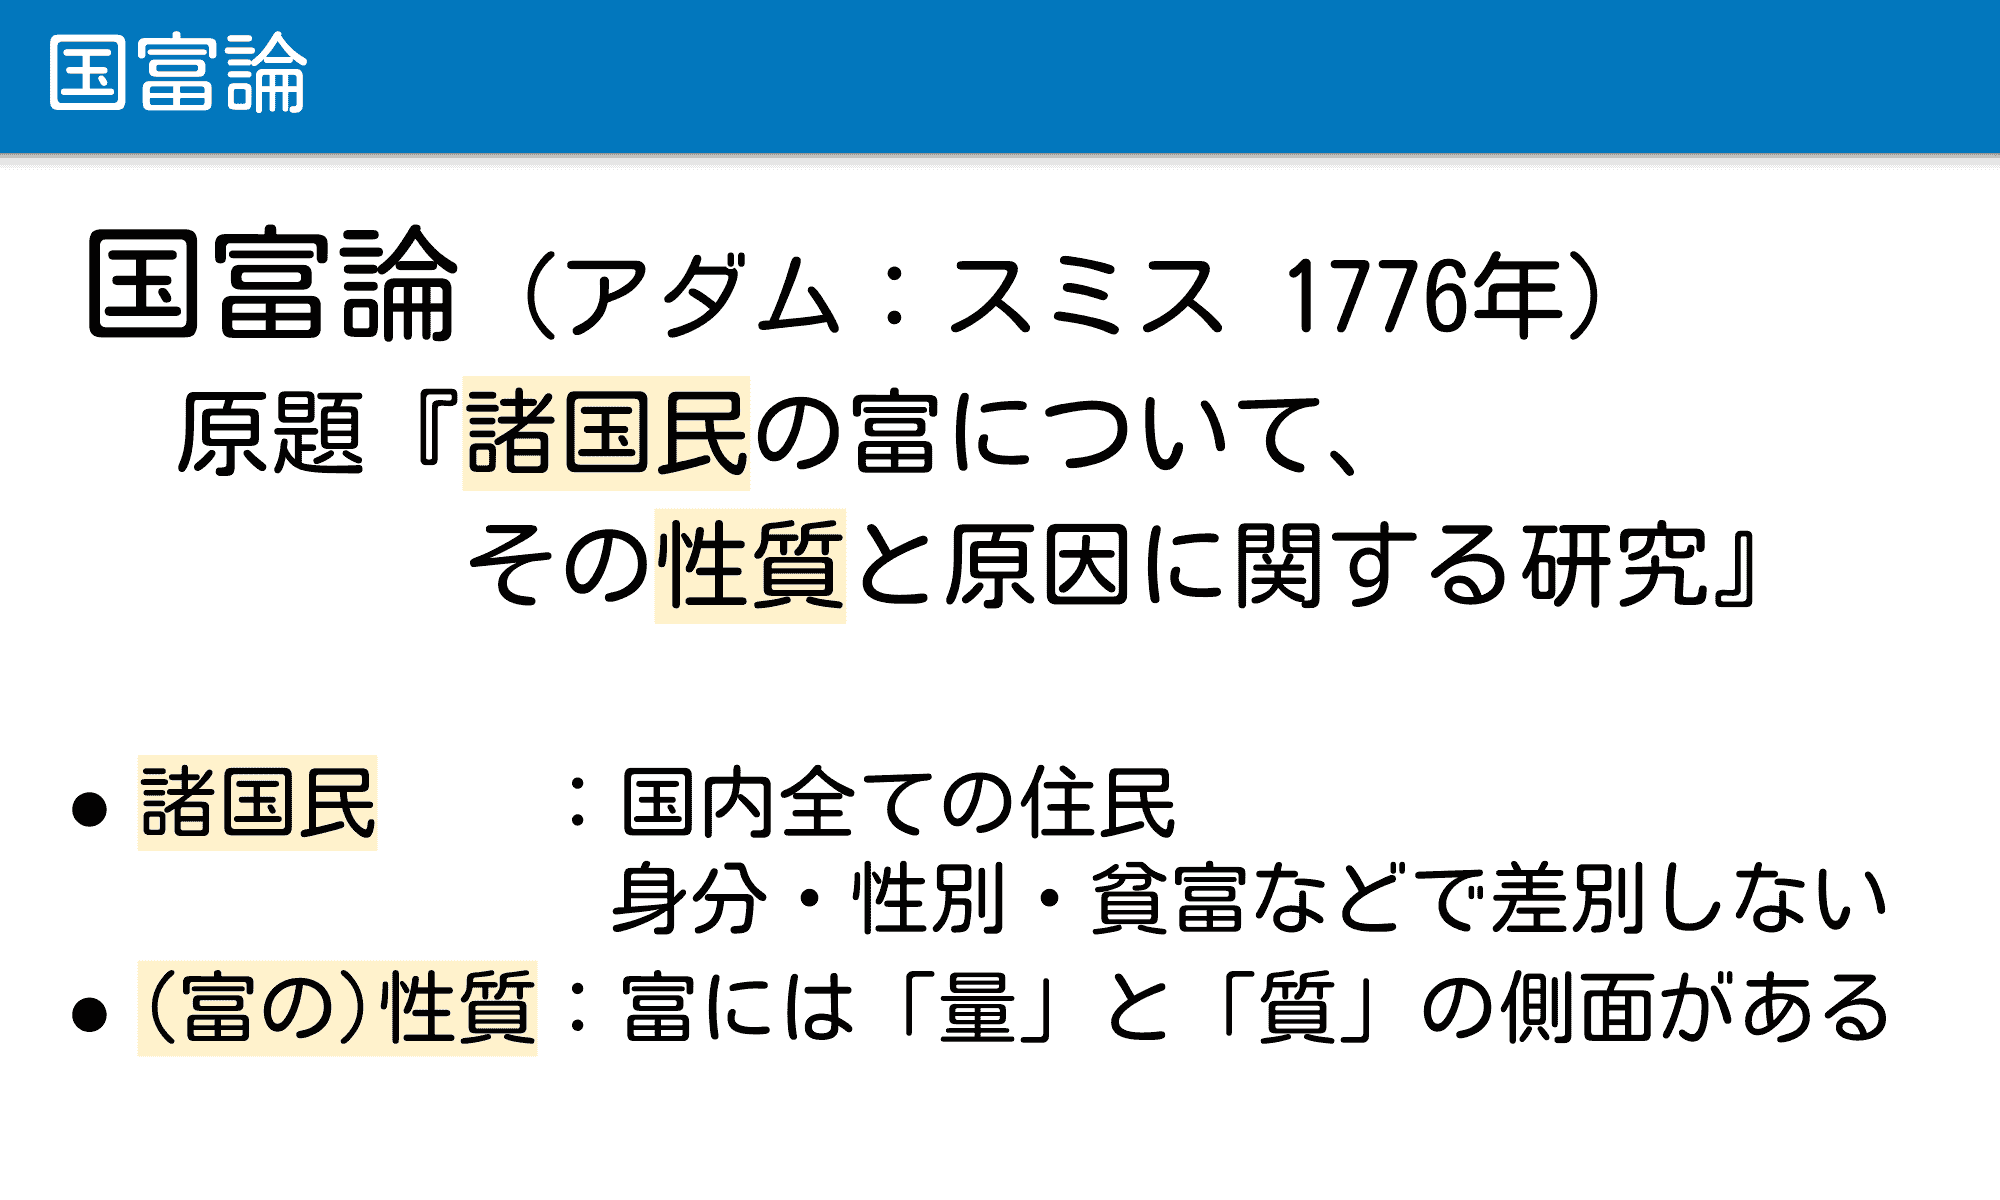 国富論
国富論（アダム：スミス 1776年）
原題『諸国民の富について、
その性質と原因に関する研究』
● 諸国民　　：国内全ての住民
身分・性別・貧富などで差別しない
● (富の)性質：富には「量」と「質」の側面がある